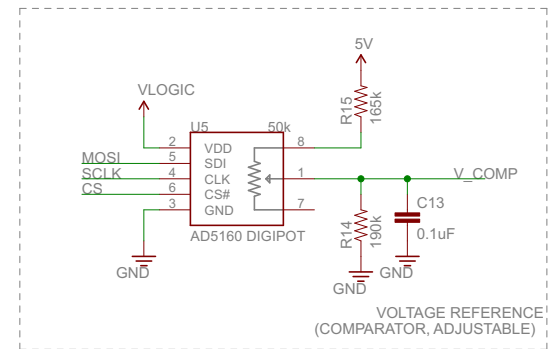 5V
VLOGIC
R15
165k
U5
50k
2
VDD
8
MOSI
5
SDI
SCLK
4
CLK
1
V_COMP
CS
6
CS#
3
GND
7
C13
0.1uF
R14
190k
AD5160 DIGIPOT
GND
GND
GND
VOLTAGE REFERENCE
(COMPARATOR, ADJUSTABLE)